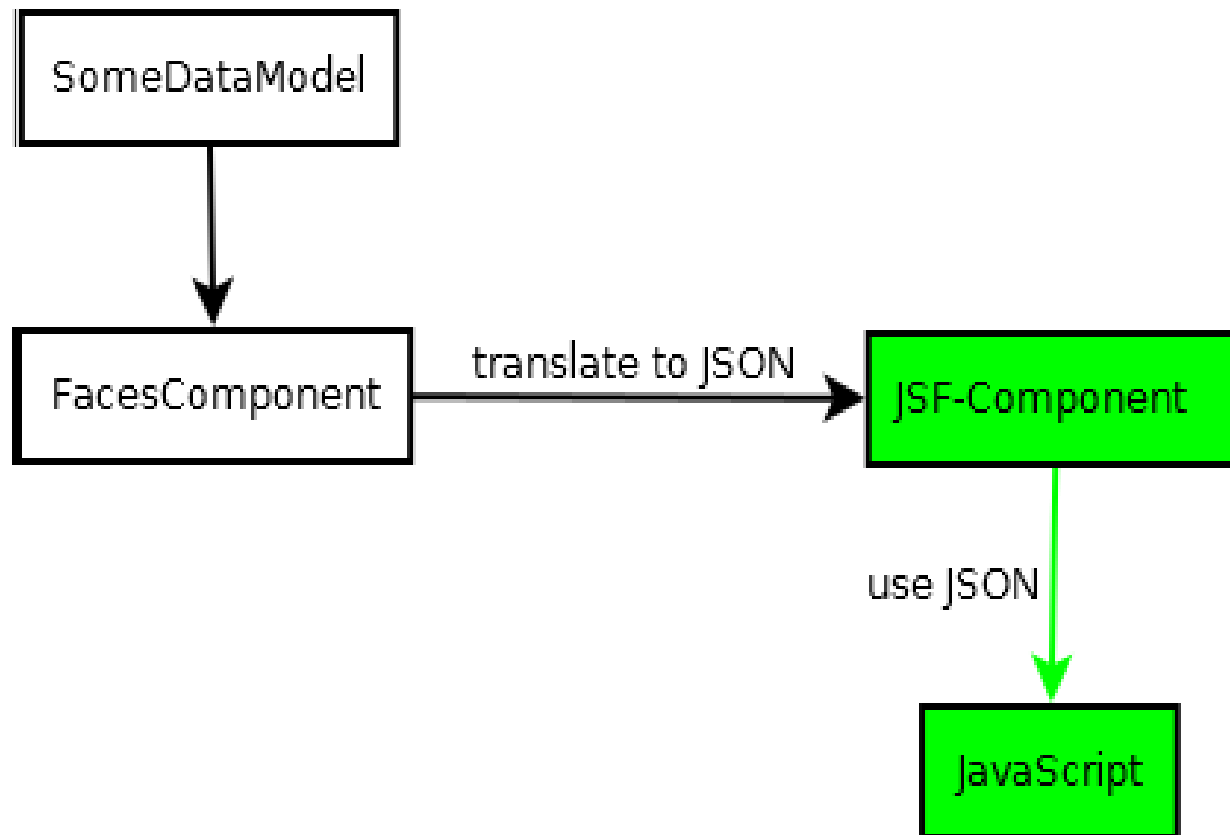 SomeDataModel
FacesComponent
translate to JSON
JSF-Component
use JSON
JavaScript